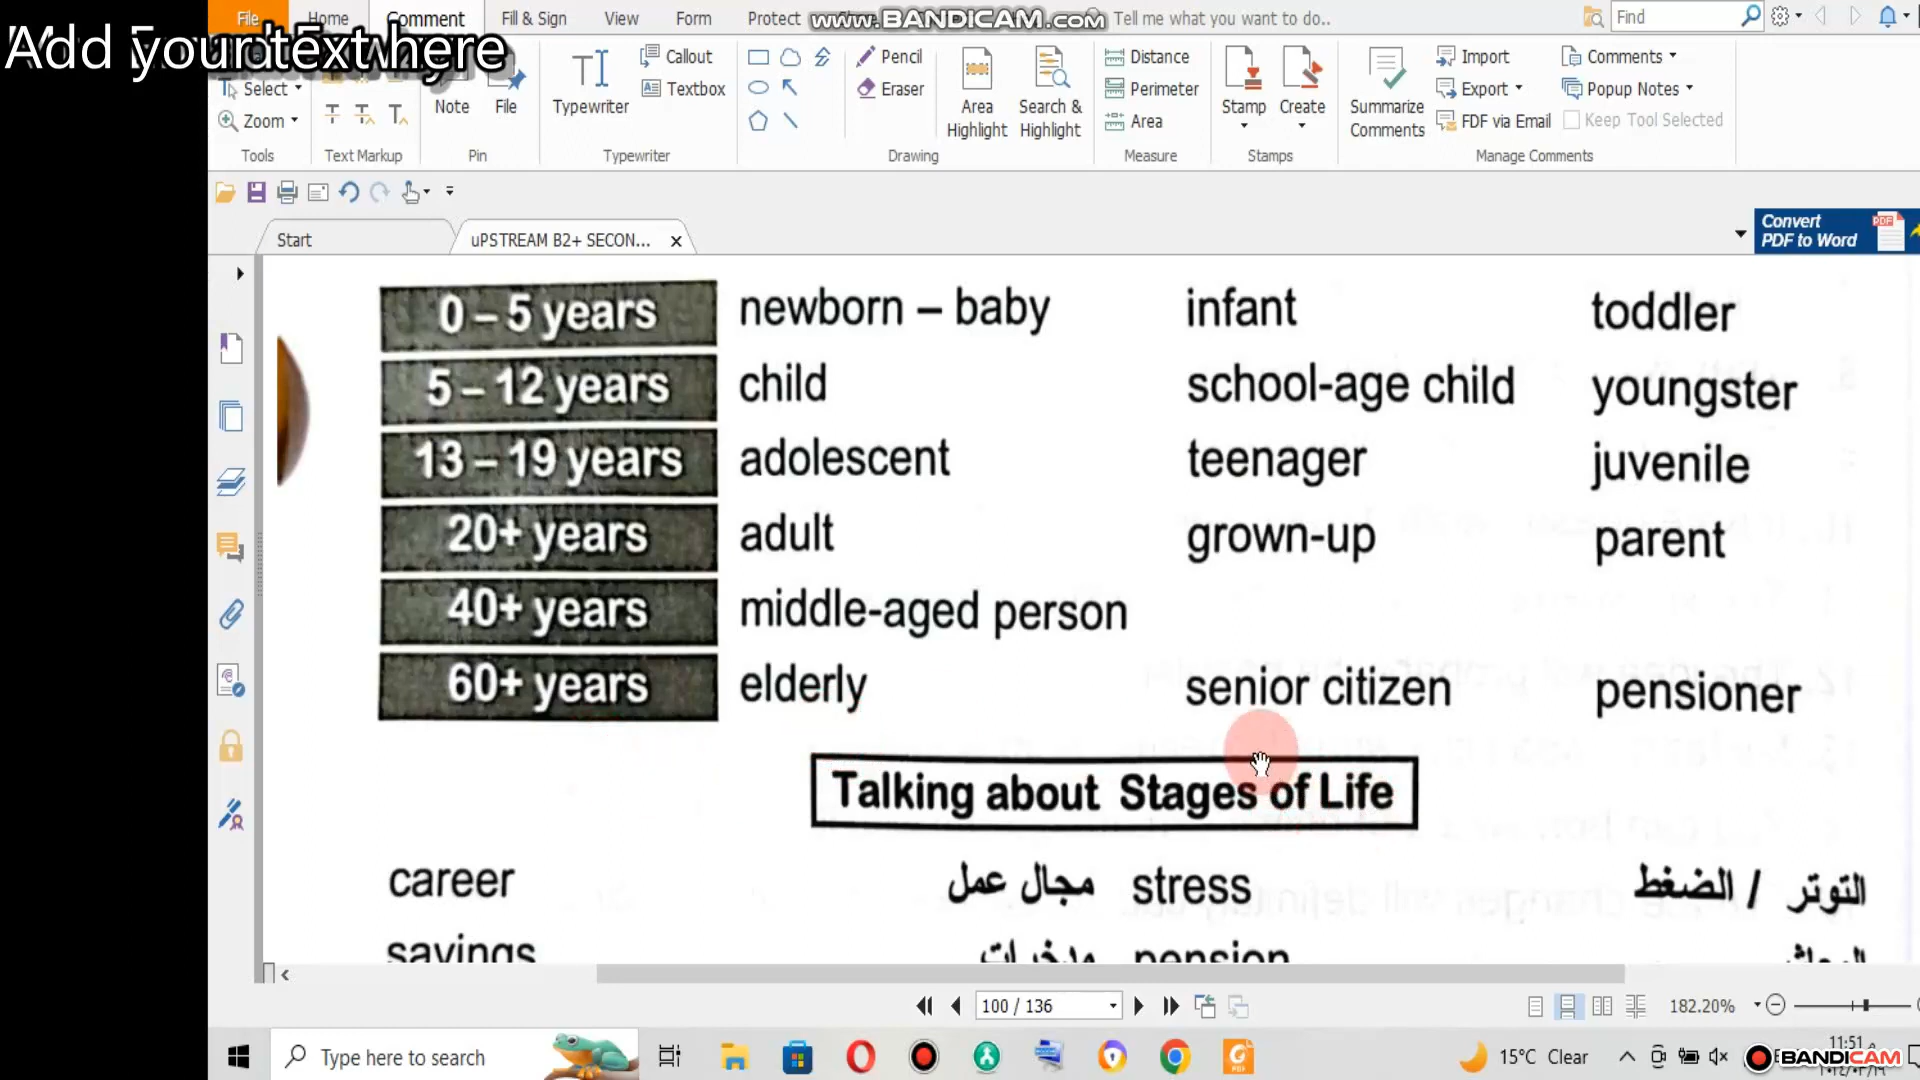 File Home Comment Fill & Sign View Form Protect www.BANDICAM.com Tell me what you want to do.. Find
Add your text here
Select Zoom Tools
Text Markup
Note File Pin
Typewriter Callout Textbox Typewriter
Pencil Eraser Area Highlight Search & Highlight Drawing
Distance Perimeter Area Measure
Stamp Create Stamps
Summarize Comments Import Export FDF via Email Comments Popup Notes Keep Tool Selected Manage Comments
Start uPSTREAM B2+ SECON... Convert PDF to Word
0 – 5 years newborn – baby infant toddler
5 – 12 years child school-age child youngster
13 – 19 years adolescent teenager juvenile
20+ years adult grown-up parent
40+ years middle-aged person
60+ years elderly senior citizen pensioner
Talking about Stages of Life
career مجال عمل stress التوتر / الضغط
savings مدخرات pension
100 / 136 182.20%
Type here to search 15°C Clear 11:51 BANDICAM